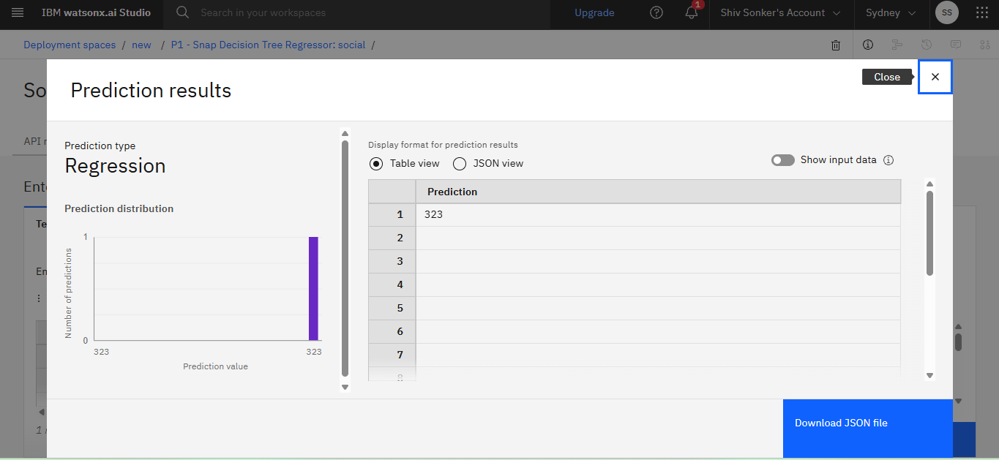 IBM watsonx.ai Studio
Search in your workspaces
Upgrade
1
Shiv Sonker's Account
Sydney
SS
Deployment spaces / new / P1 - Snap Decision Tree Regressor: social /
So
Prediction results
Close
API r
Prediction type
Regression
Display format for prediction results
Table view
JSON view
Show input data
Ente
Prediction distribution
Te
En
Number of predictions
1
0
323
323
Prediction value
Prediction
1 323
2
3
4
5
6
7
8
1 r
Download JSON file